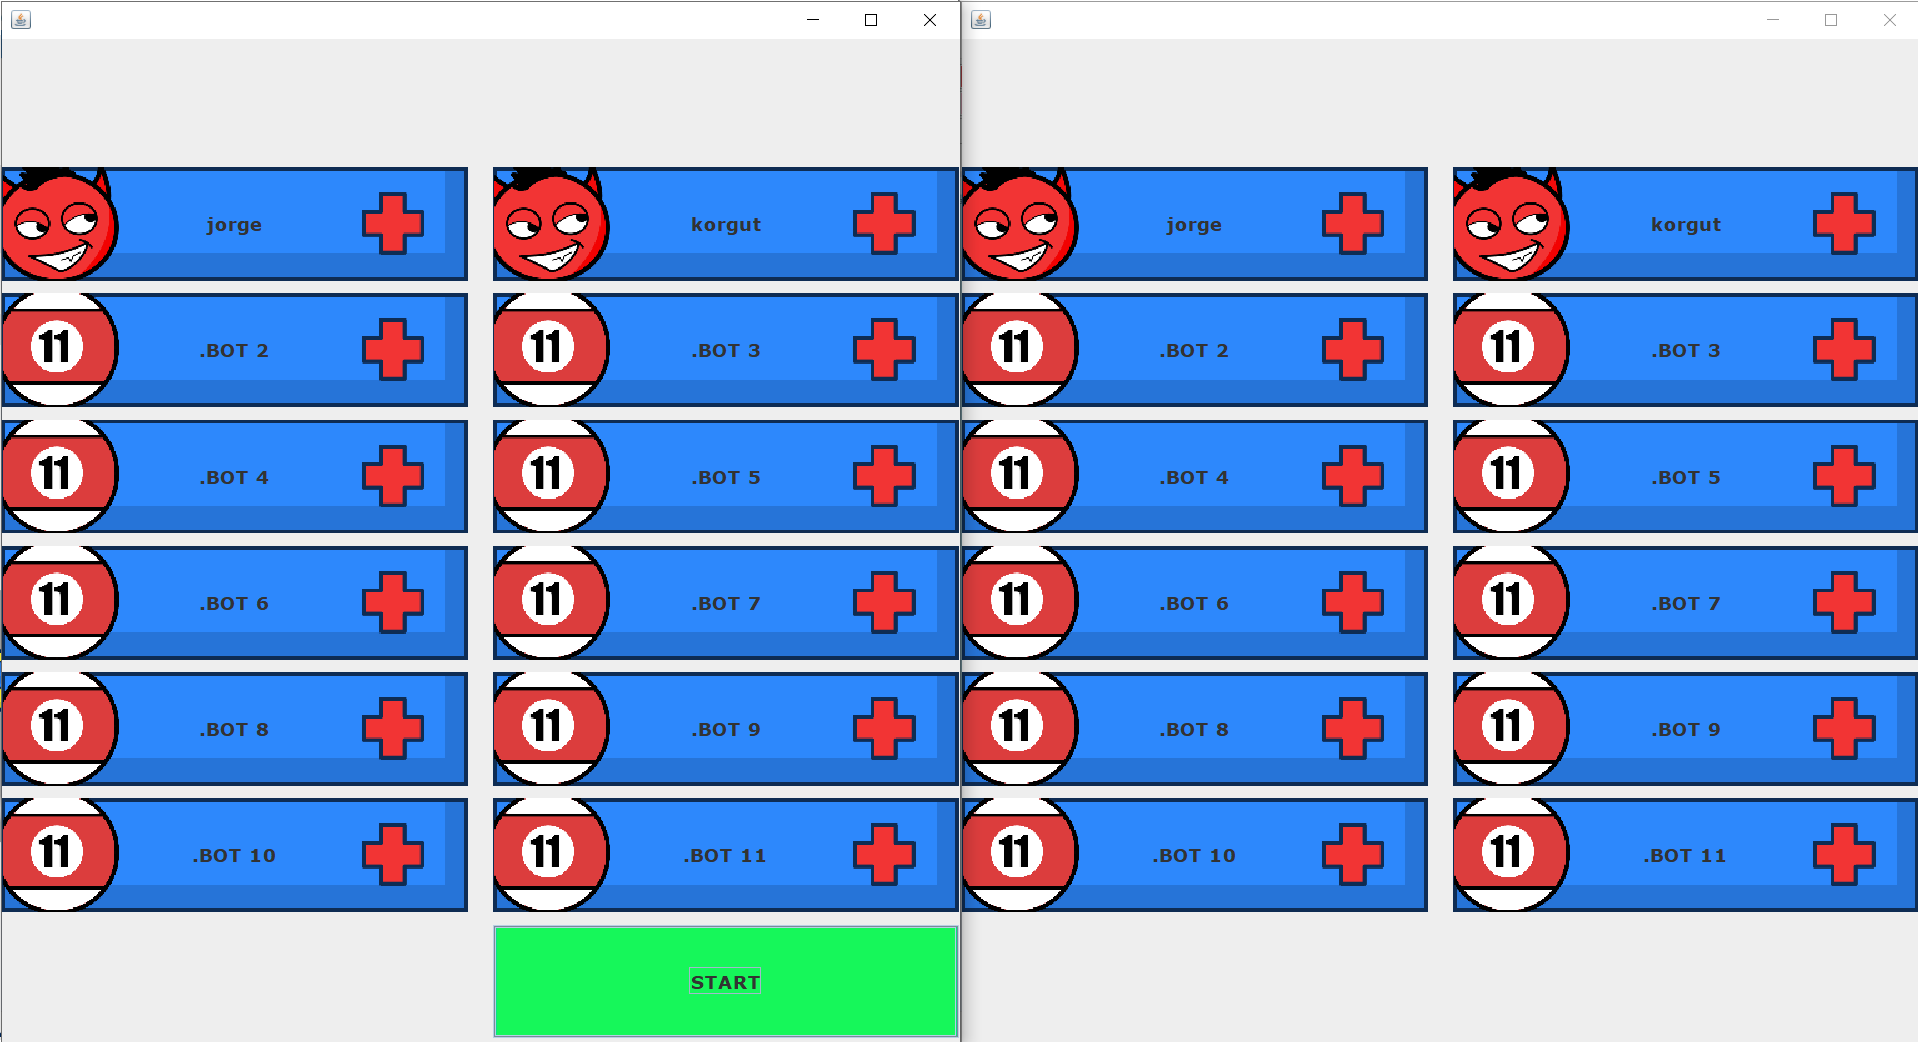 jorge
korgut
11 .BOT 2
11 .BOT 3
11 .BOT 4
11 .BOT 5
11 .BOT 6
11 .BOT 7
11 .BOT 8
11 .BOT 9
11 .BOT 10
11 .BOT 11
START
jorge
korgut
11 .BOT 2
11 .BOT 3
11 .BOT 4
11 .BOT 5
11 .BOT 6
11 .BOT 7
11 .BOT 8
11 .BOT 9
11 .BOT 10
11 .BOT 11